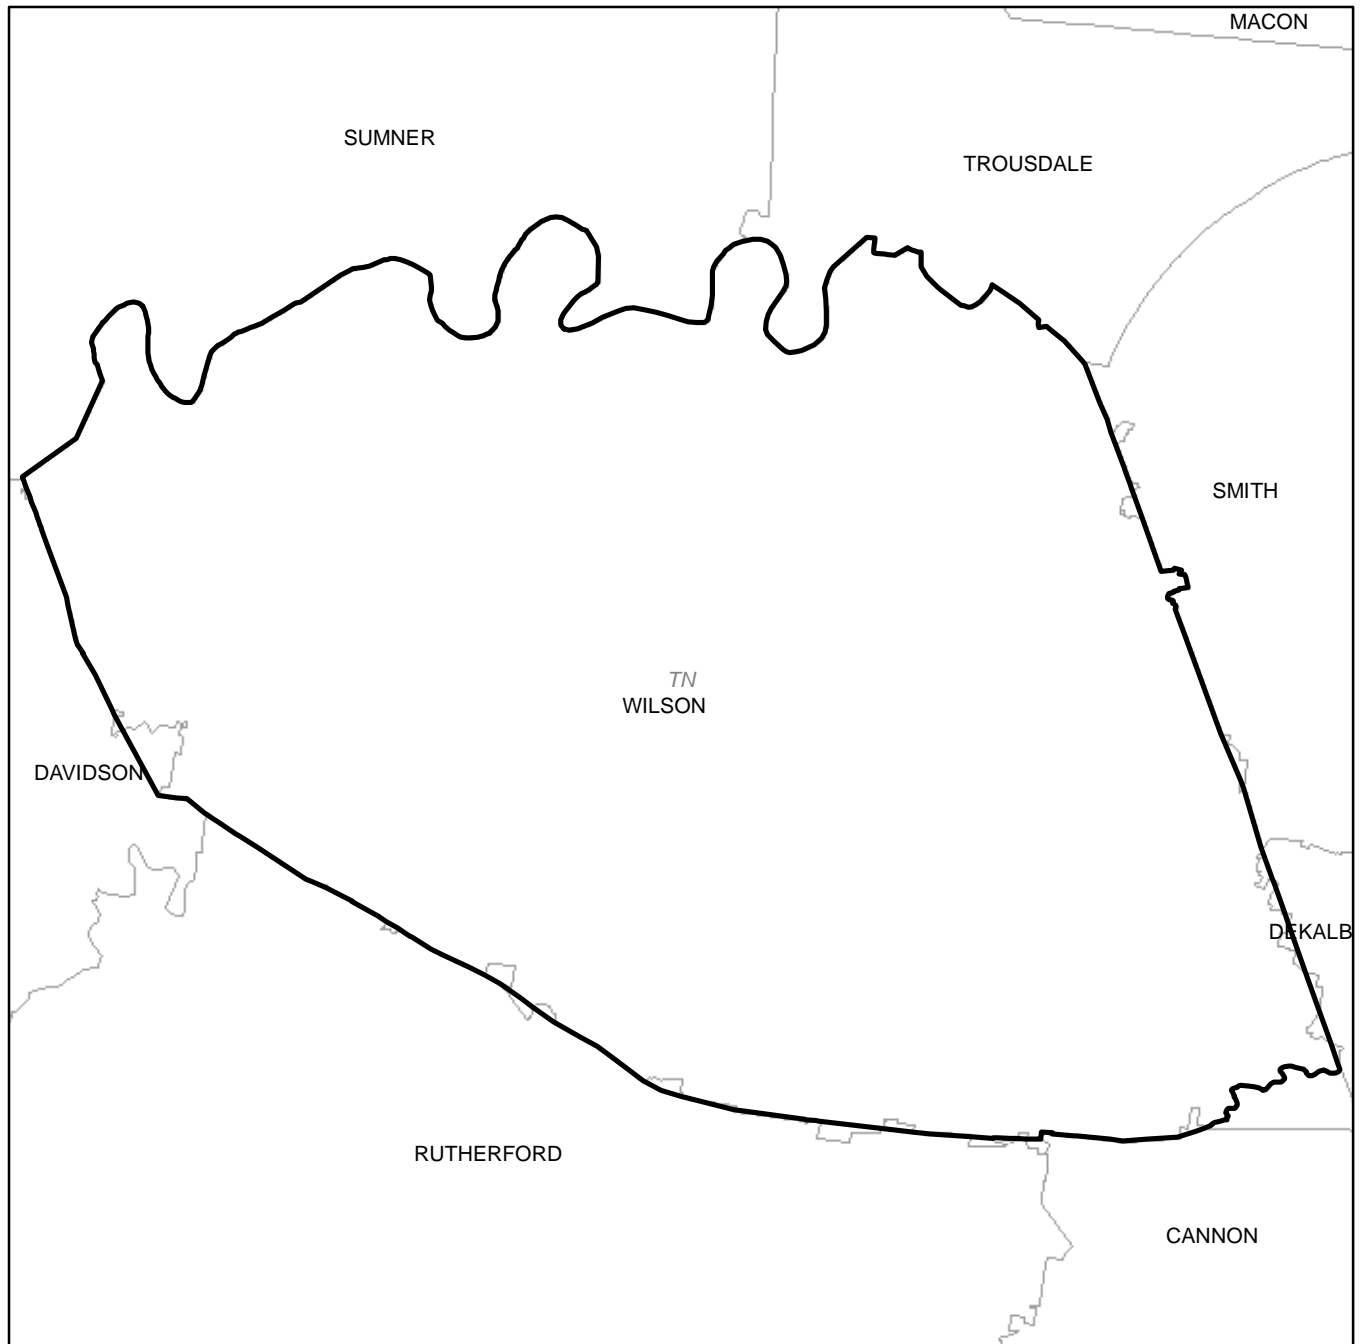 MACON
SUMNER
TROUSDALE
SMITH
TN
WILSON
DAVIDSON
DEKALB
RUTHERFORD
CANNON